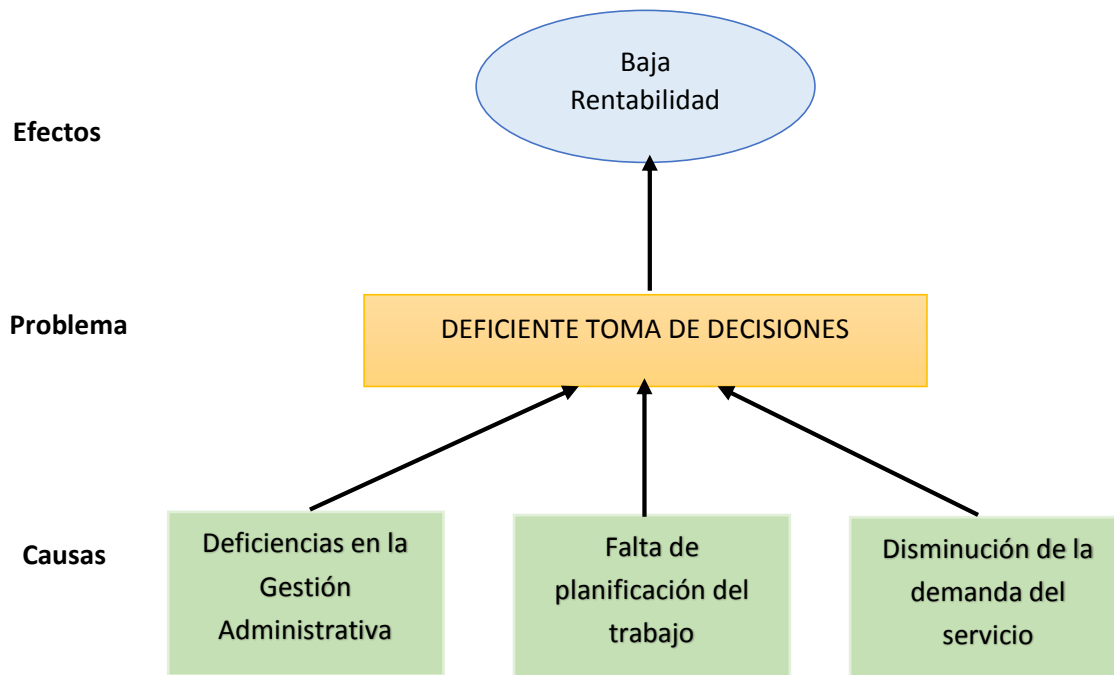 Baja
Rentabilidad
Efectos
Problema
DEFICIENTE TOMA DE DECISIONES
Causas
Deficiencias en la
Gestión
Administrativa
Falta de
planificación del
trabajo
Disminución de la
demanda del
servicio